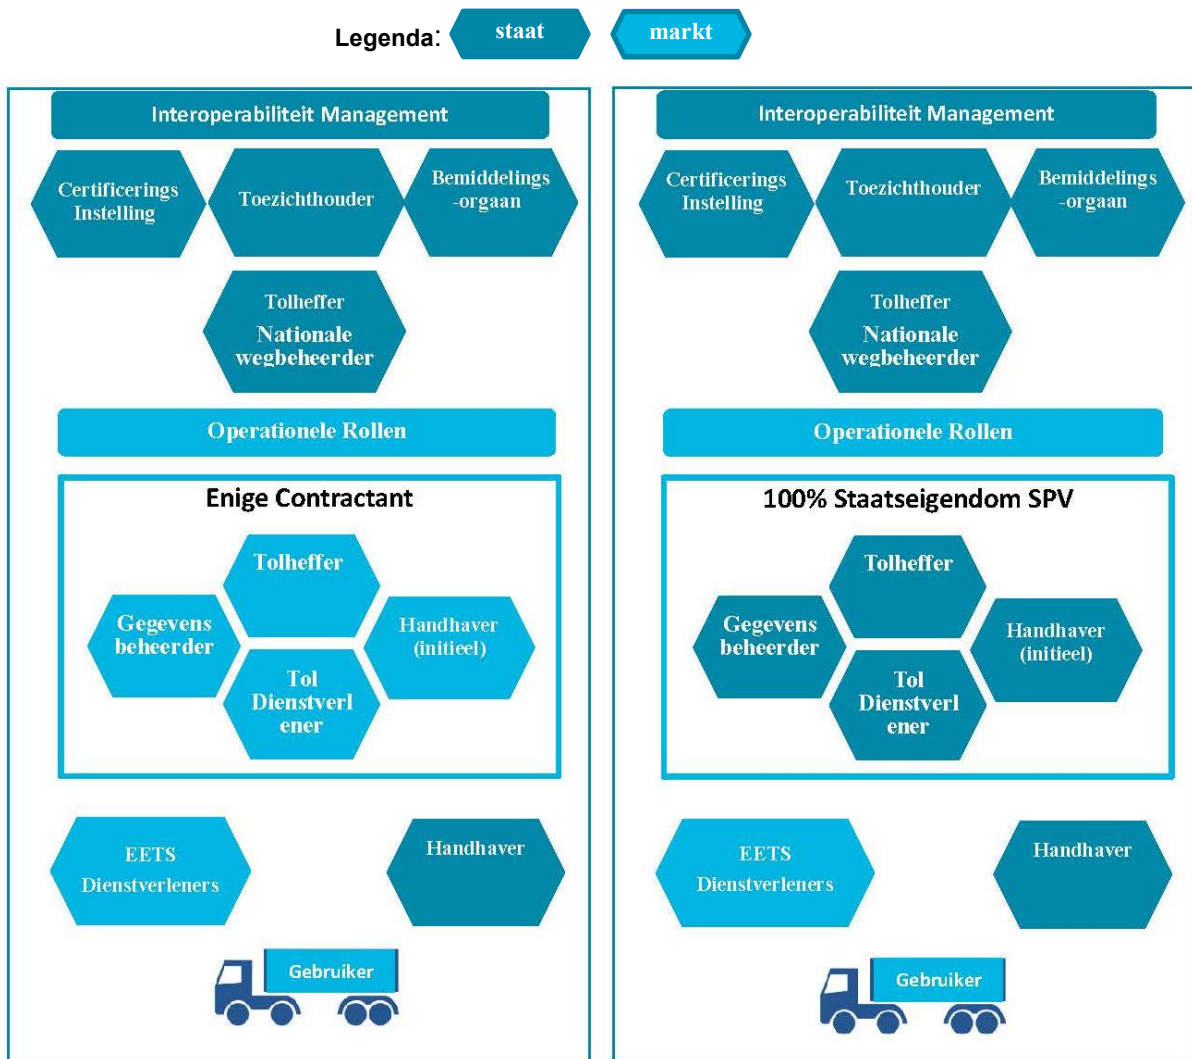 Legenda: staat markt
Interoperabiliteit Management
Certificerings
Instelling
Toezichthouder
Bemiddelings
-orgaan
Tolheffer
Nationale
wegbeheerder
Operationele Rollen
Enige Contractant
Tolheffer
Gegevens
beheerder
Handhaver
(initieel)
Tol
Dienstverl
ener
EETS
Dienstverleners
Handhaver
Gebruiker
Interoperabiliteit Management
Certificerings
Instelling
Toezichthouder
Bemiddelings
-orgaan
Tolheffer
Nationale
wegbeheerder
Operationele Rollen
100% Staatseigendom SPV
Tolheffer
Gegevens
beheerder
Handhaver
(initieel)
Tol
Dienstverl
ener
EETS
Dienstverleners
Handhaver
Gebruiker